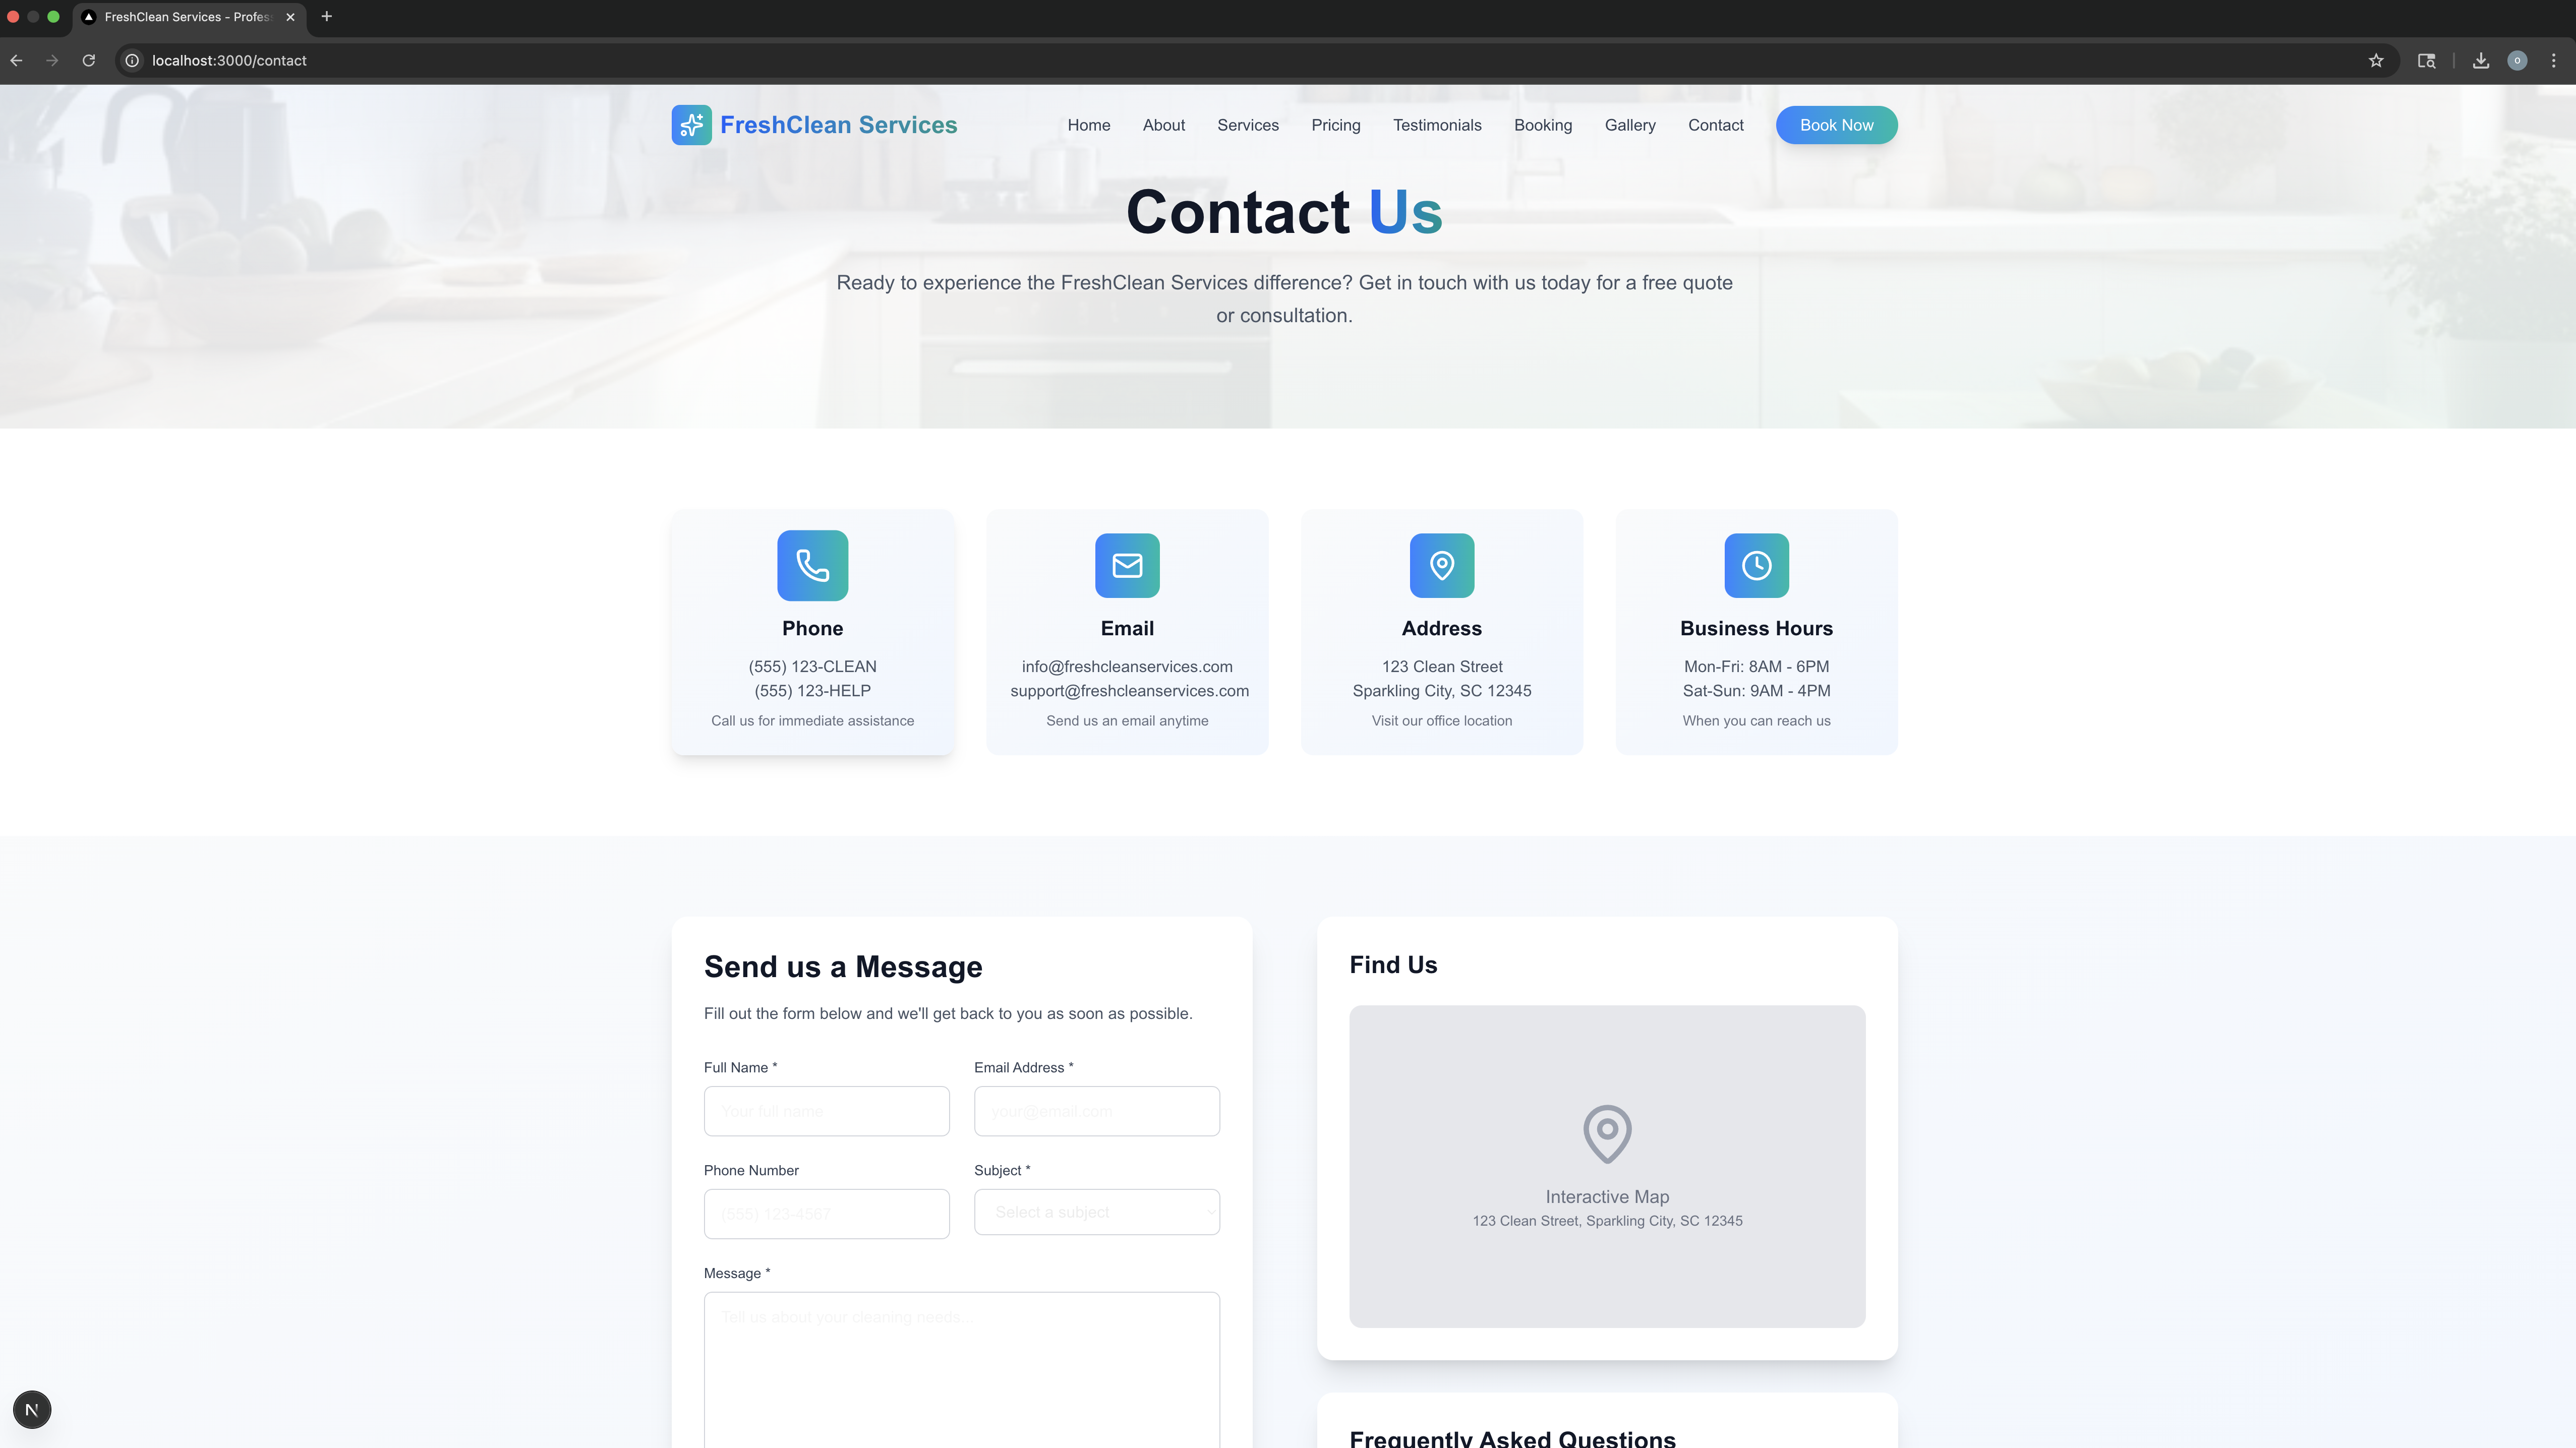 FreshClean Services - Profes
localhost:3000/contact
FreshClean Services
Home
About
Services
Pricing
Testimonials
Booking
Gallery
Contact
Book Now
Contact Us
Ready to experience the FreshClean Services difference? Get in touch with us today for a free quote
or consultation.
Phone
(555) 123-CLEAN
(555) 123-HELP
Call us for immediate assistance
Email
info@freshcleanservices.com
support@freshcleanservices.com
Send us an email anytime
Address
123 Clean Street
Sparkling City, SC 12345
Visit our office location
Business Hours
Mon-Fri: 8AM - 6PM
Sat-Sun: 9AM - 4PM
When you can reach us
Send us a Message
Fill out the form below and we'll get back to you as soon as possible.
Full Name *
Your full name
Email Address *
your@email.com
Phone Number
(555) 123-4567
Subject *
Select a subject
Message *
Tell us about your cleaning needs...
Find Us
Interactive Map
123 Clean Street, Sparkling City, SC 12345
Frequently Asked Questions
N